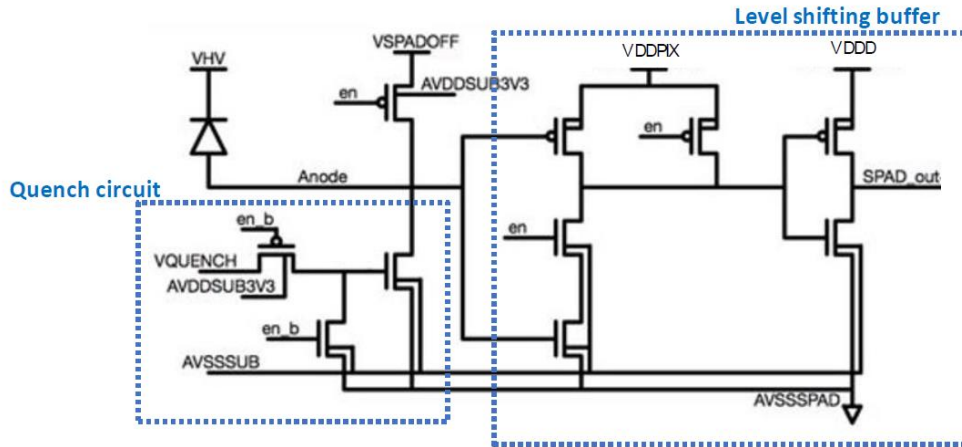 Level shifting buffer
VHV
VSPADOFF
VDDPIX
VDDD
en
AVDDSUB3V3
en
Anode
SPAD_out
Quench circuit
en_b
en
VQUENCH
AVDDSUB3V3
en_b
AVSSSUB
AVSSSPAD